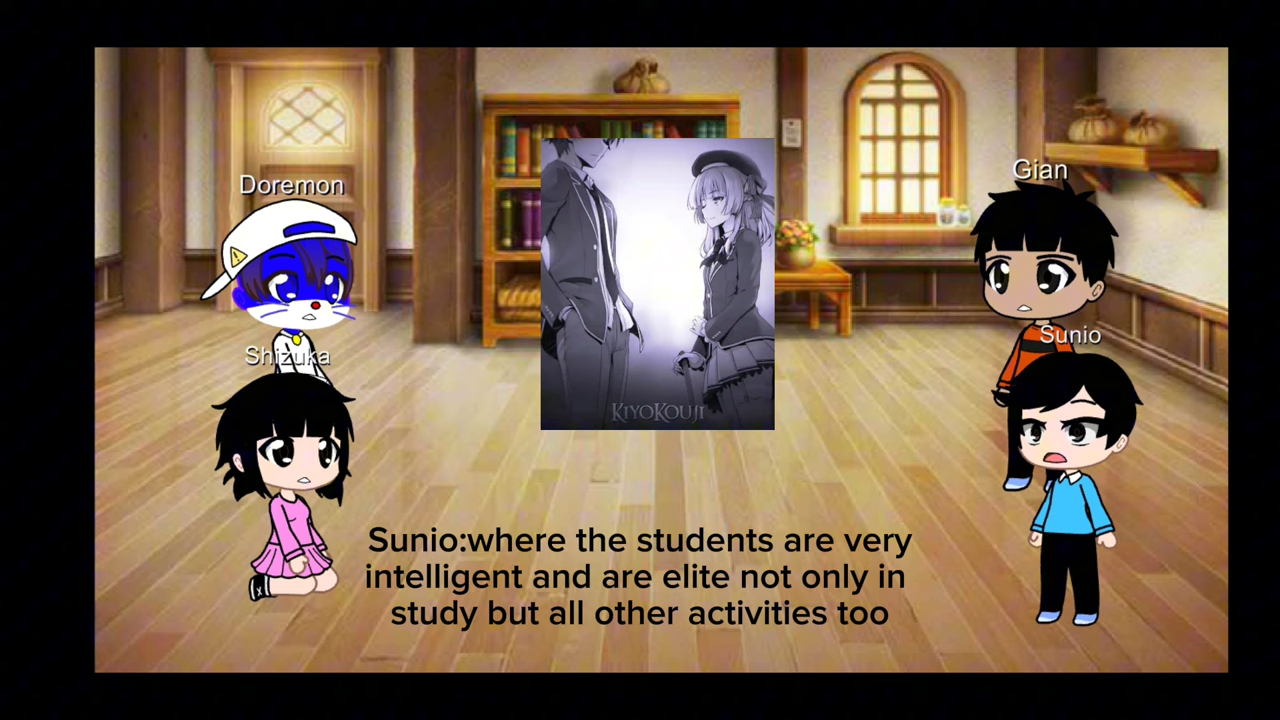 Doremon
Gian
Shizuka
Sunio
KIYOKOUJI
Sunio:where the students are very
intelligent and are elite not only in
study but all other activities too